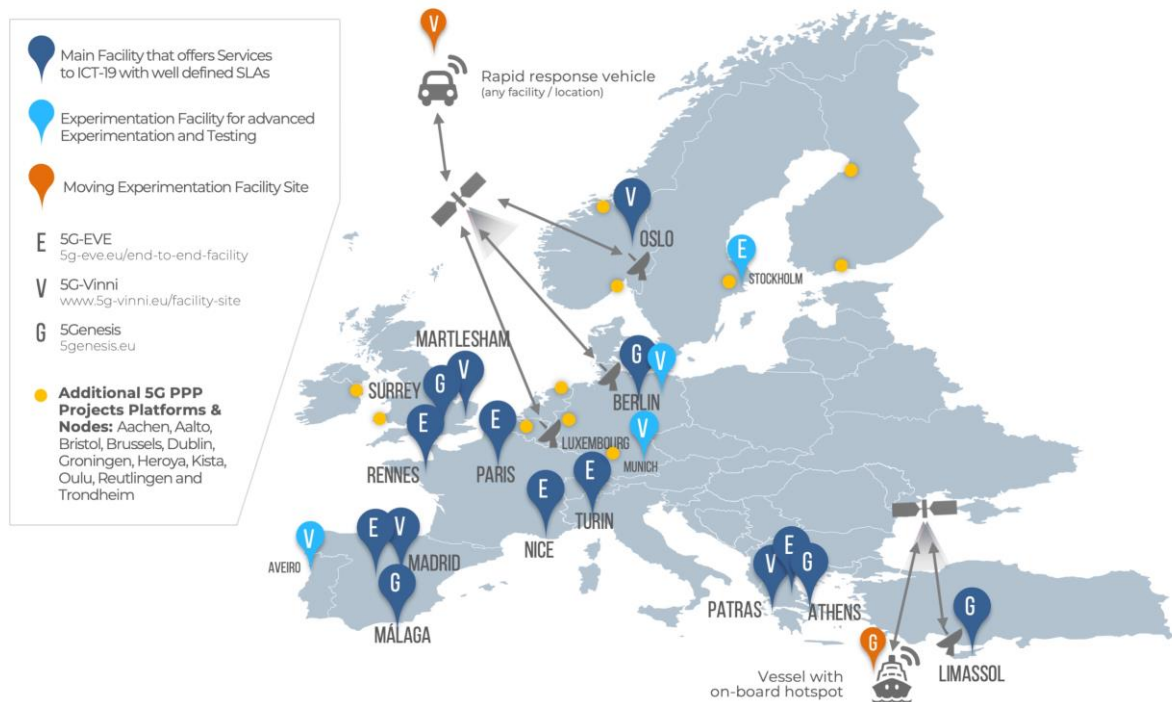 Main Facility that offers Services
to ICT-19 with well defined SLAs
Experimentation Facility for advanced
Experimentation and Testing
Moving Experimentation Facility Site
E
5G-EVE
5g-eve.eu/end-to-end-facility
V
5G-Vinni
www.5g-vinni.eu/facility-site
G
5Genesis
5genesis.eu
Additional 5G PPP
Projects Platforms &
Nodes: Aachen, Aalto,
Bristol, Brussels, Dublin,
Groningen, Heroya, Kista,
Oulu, Reutlingen and
Trondheim
V
Rapid response vehicle
(any facility / location)
V
OSLO
E
STOCKHOLM
MARTLESHAM
V
SURREY
G
G
BERLIN
V
E
RENNES
E
PARIS
LUXEMBOURG
V
MUNICH
E
NICE
E
TURIN
V
AVEIRO
E
V
MADRID
G
MÁLAGA
V
E
G
PATRAS
ATHENS
G
Vessel with
on-board hotspot
G
LIMASSOL